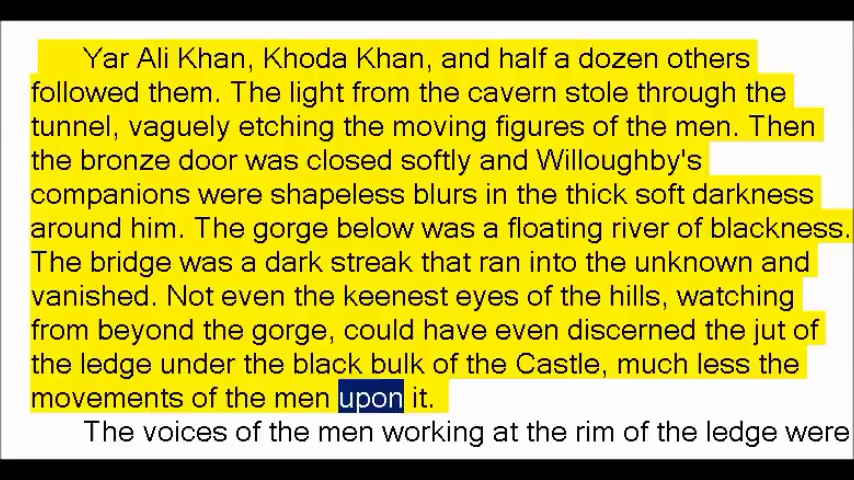 Yar Ali Khan, Khoda Khan, and half a dozen others
followed them. The light from the cavern stole through the
tunnel, vaguely etching the moving figures of the men. Then
the bronze door was closed softly and Willoughby's
companions were shapeless blurs in the thick soft darkness
around him. The gorge below was a floating river of blackness.
The bridge was a dark streak that ran into the unknown and
vanished. Not even the keenest eyes of the hills, watching
from beyond the gorge, could have even discerned the jut of
the ledge under the black bulk of the Castle, much less the
movements of the men upon it.
The voices of the men working at the rim of the ledge were